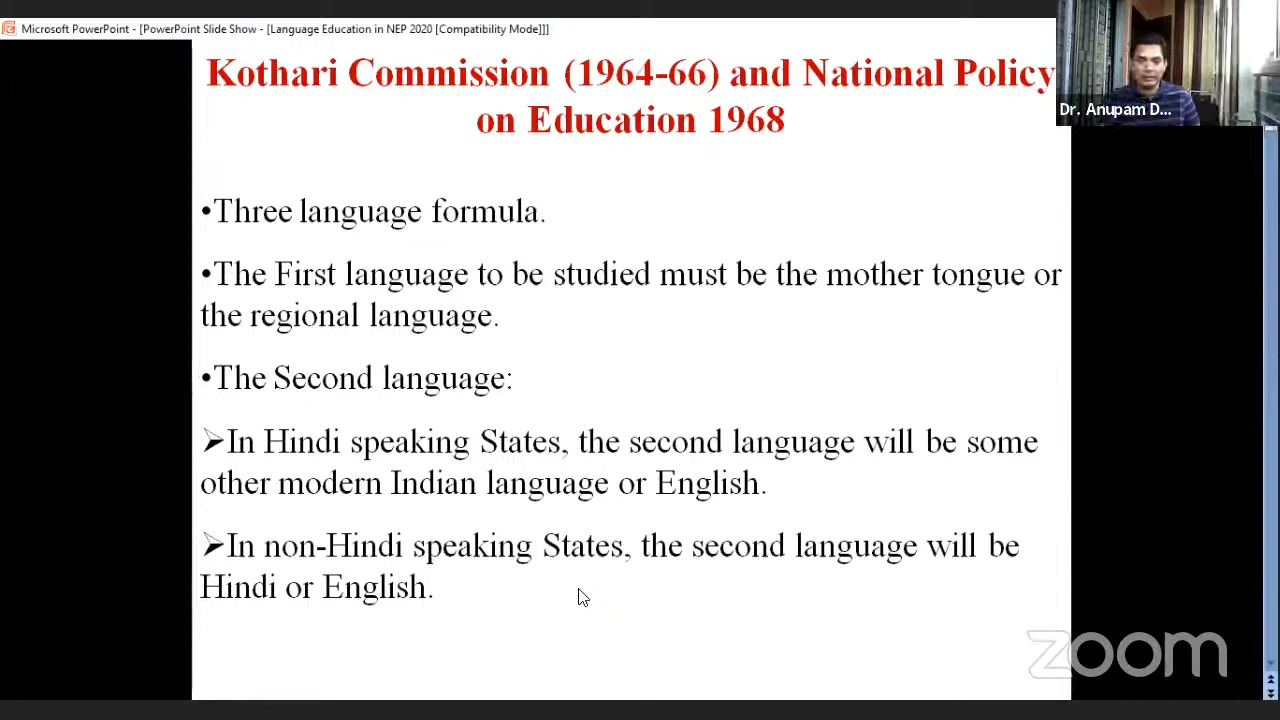 Microsoft PowerPoint - [PowerPoint Slide Show - [Language Education in NEP 2020 [Compatibility Mode]]]
Kothari Commission (1964-66) and National Policy
on Education 1968
Dr. Anupam D...
•Three language formula.
•The First language to be studied must be the mother tongue or
the regional language.
•The Second language:
➢In Hindi speaking States, the second language will be some
other modern Indian language or English.
➢In non-Hindi speaking States, the second language will be
Hindi or English.
zoom